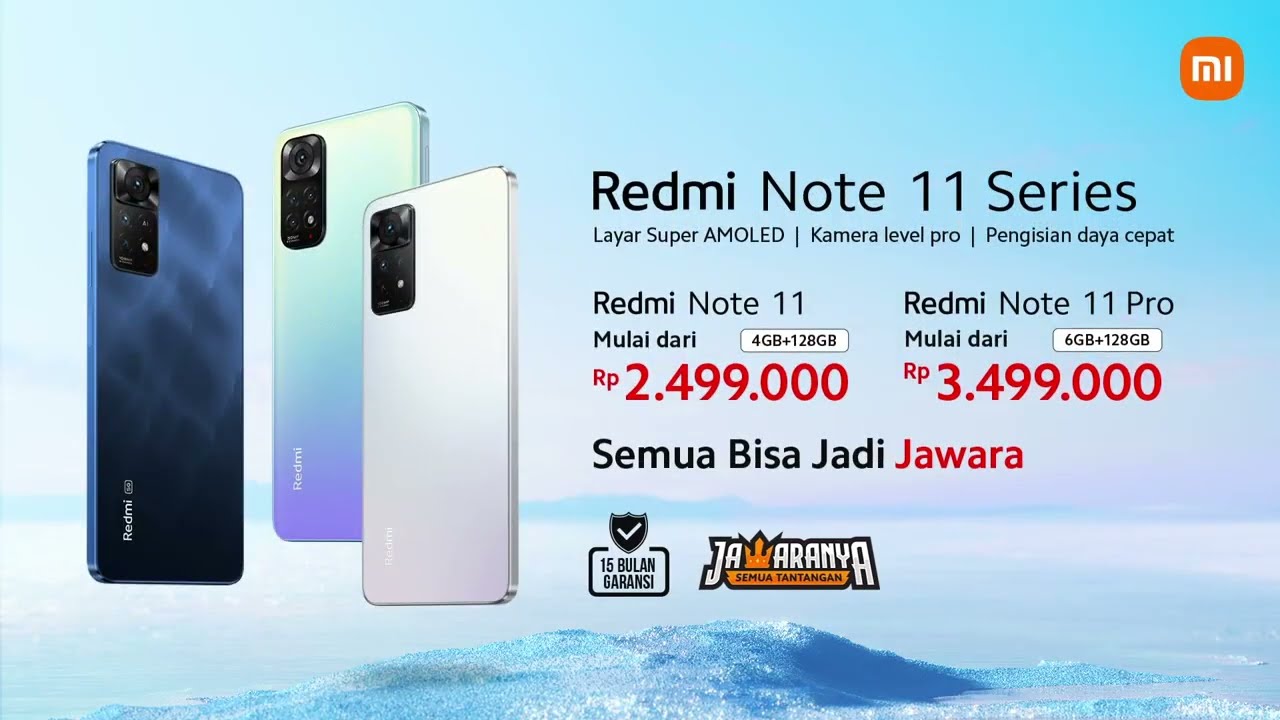 mi
Redmi Note 11 Series
Layar Super AMOLED | Kamera level pro | Pengisian daya cepat
Redmi Note 11
Mulai dari 4GB+128GB
Rp 2.499.000
Redmi Note 11 Pro
Mulai dari 6GB+128GB
Rp 3.499.000
Semua Bisa Jadi Jawara
15 BULAN
GARANSI
JAWARANYA
SEMUA TANTANGAN
Redmi 5G
Redmi
Redmi